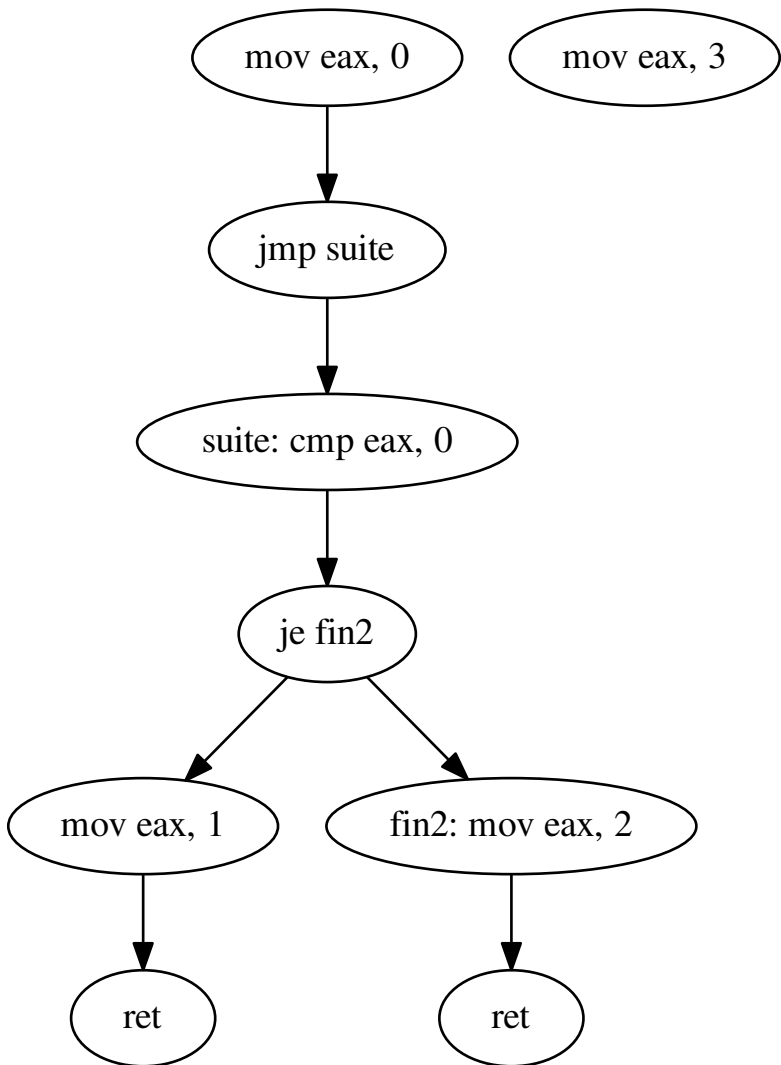 mov eax, 0
mov eax, 3
jmp suite
suite: cmp eax, 0
je fin2
mov eax, 1
fin2: mov eax, 2
ret
ret